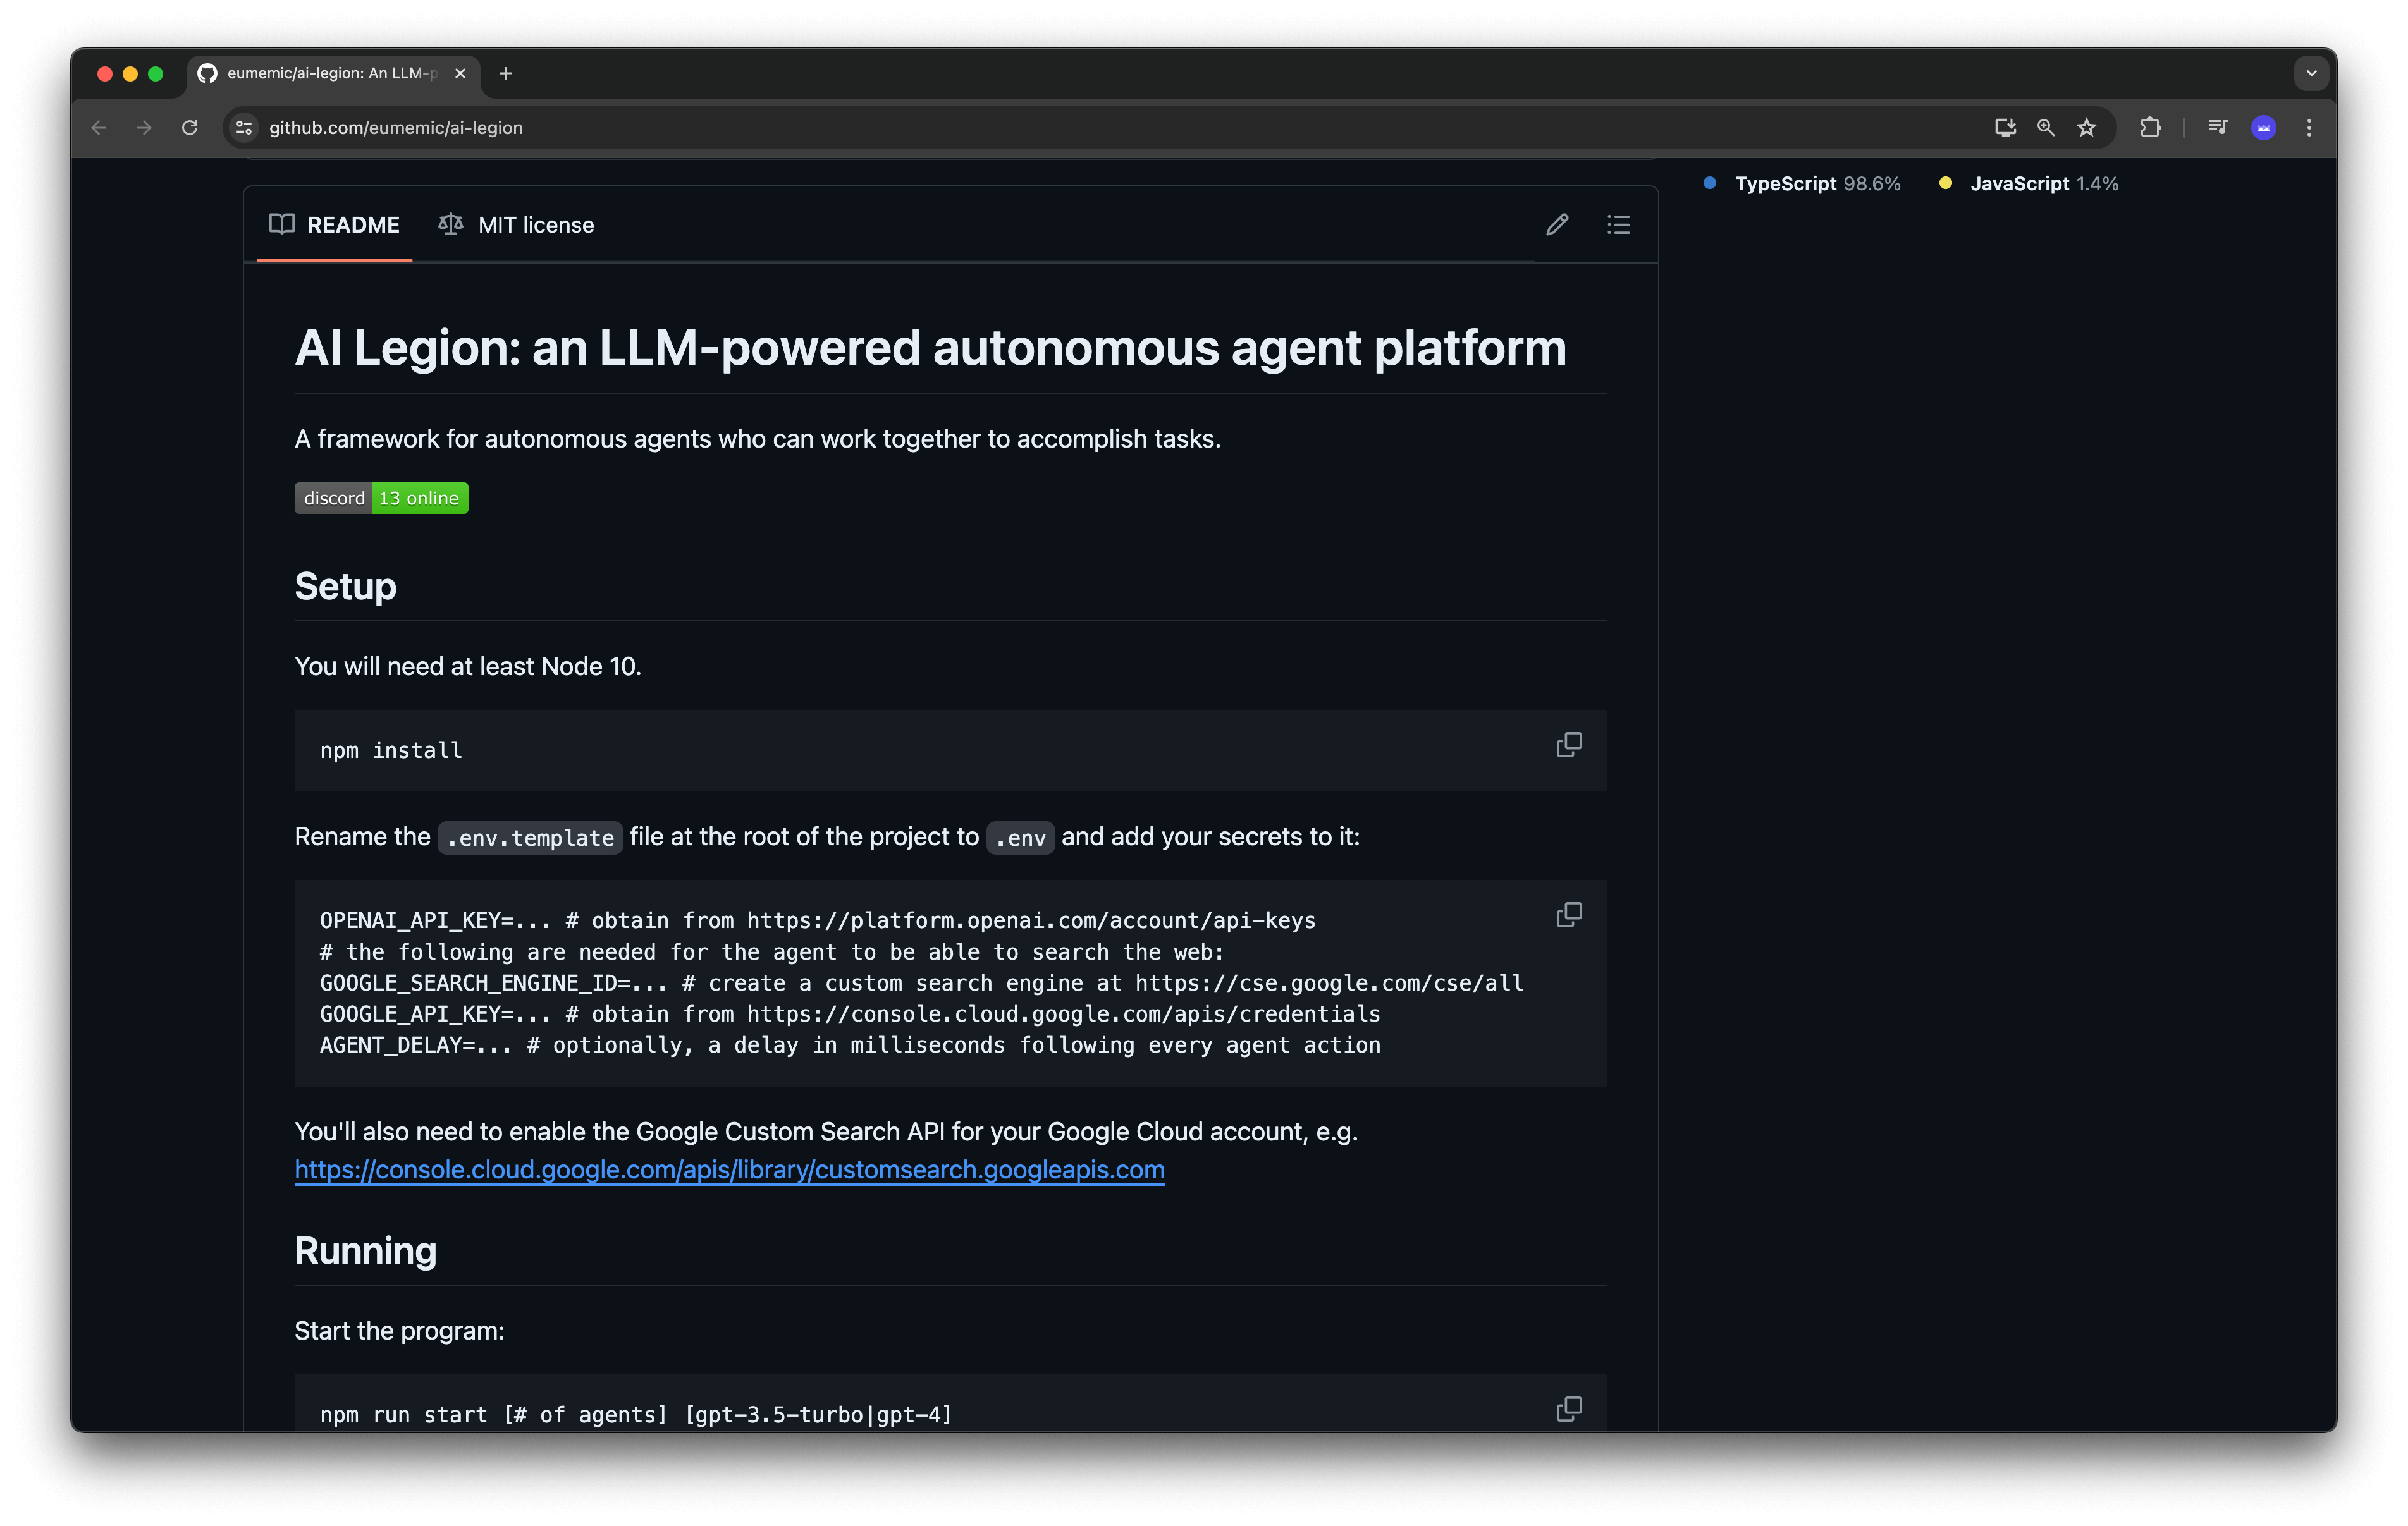 eumemic/ai-legion: An LLM-p
github.com/eumemic/ai-legion
TypeScript 98.6% JavaScript 1.4%
README MIT license
AI Legion: an LLM-powered autonomous agent platform
A framework for autonomous agents who can work together to accomplish tasks.
discord 13 online
Setup
You will need at least Node 10.
npm install
Rename the .env.template file at the root of the project to .env and add your secrets to it:
OPENAI_API_KEY=... # obtain from https://platform.openai.com/account/api-keys
# the following are needed for the agent to be able to search the web:
GOOGLE_SEARCH_ENGINE_ID=... # create a custom search engine at https://cse.google.com/cse/all
GOOGLE_API_KEY=... # obtain from https://console.cloud.google.com/apis/credentials
AGENT_DELAY=... # optionally, a delay in milliseconds following every agent action
You'll also need to enable the Google Custom Search API for your Google Cloud account, e.g.
https://console.cloud.google.com/apis/library/customsearch.googleapis.com
Running
Start the program:
npm run start [# of agents] [gpt-3.5-turbo|gpt-4]